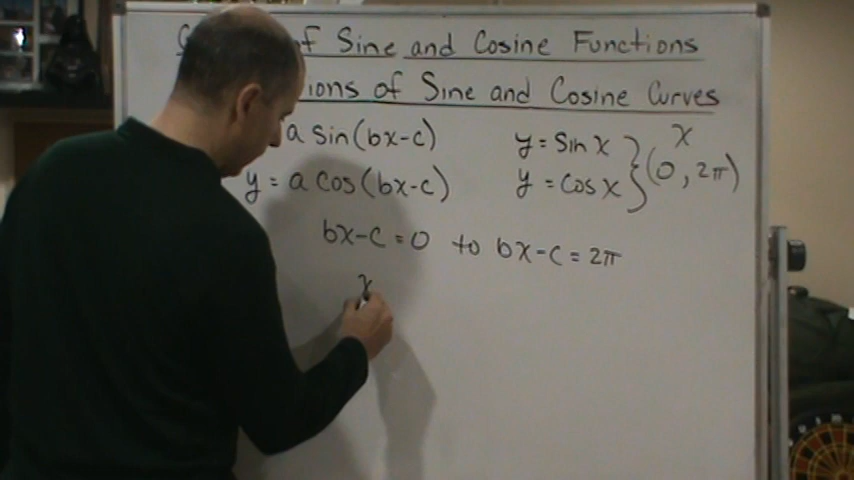 of Sine and Cosine Functions
of Sine and Cosine Curves
a sin(bx-c)
y = sin x
x
y = a cos(bx-c)
y = cos x
(0, 2π)
bx-c = 0 to bx-c = 2π
x